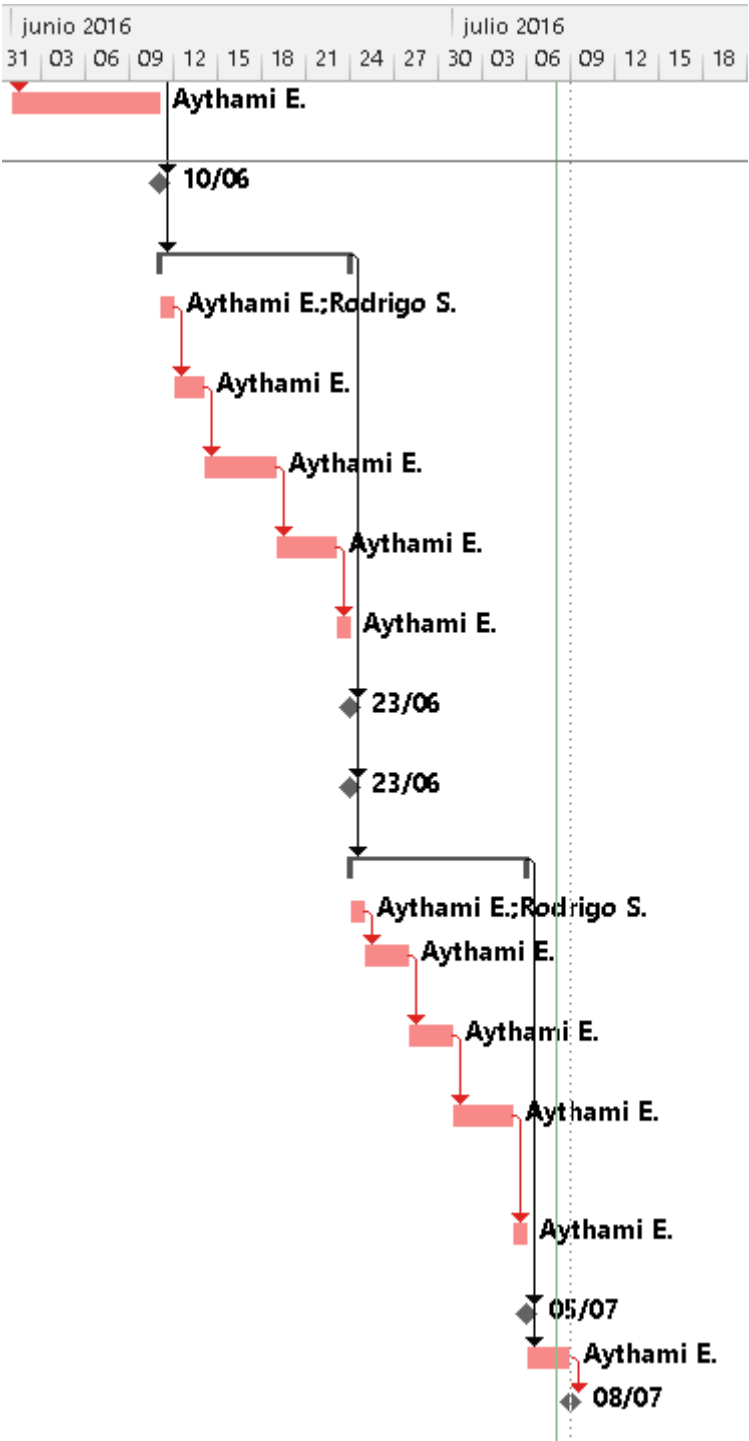 junio 2016 julio 2016
31 03 06 09 12 15 18 21 24 27 30 03 06 09 12 15 18
Aythami E.
10/06
Aythami E.;Rodrigo S.
Aythami E.
Aythami E.
Aythami E.
Aythami E.
23/06
23/06
Aythami E.;Rodrigo S.
Aythami E.
Aythami E.
Aythami E.
Aythami E.
05/07
Aythami E.
08/07